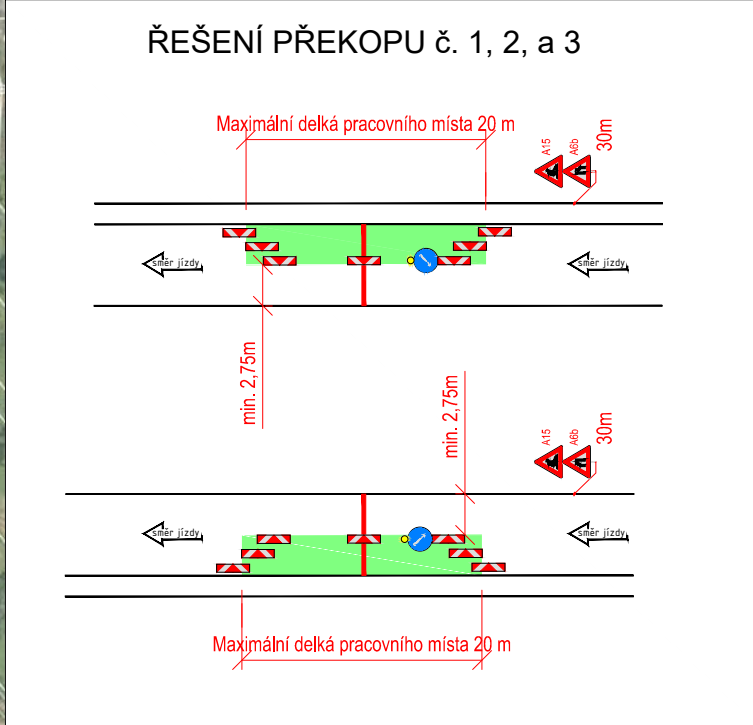 ŘEŠENÍ PŘEKOPU č. 1, 2, a 3
Maximální delká pracovního místa 20 m
A15
A6b
30m
směr jízdy
směr jízdy
min. 2,75m
min. 2,75m
A15
A6b
30m
směr jízdy
směr jízdy
Maximální delká pracovního místa 20 m